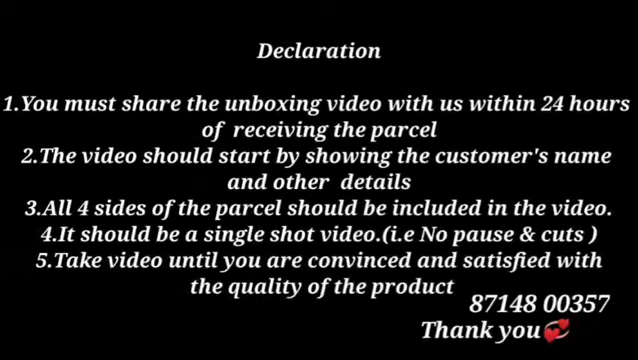 Declaration
1.You must share the unboxing video with us within 24 hours
of receiving the parcel
2.The video should start by showing the customer's name
and other details
3.All 4 sides of the parcel should be included in the video.
4.It should be a single shot video.(i.e No pause & cuts )
5.Take video until you are convinced and satisfied with
the quality of the product
87148 00357
Thank you💞